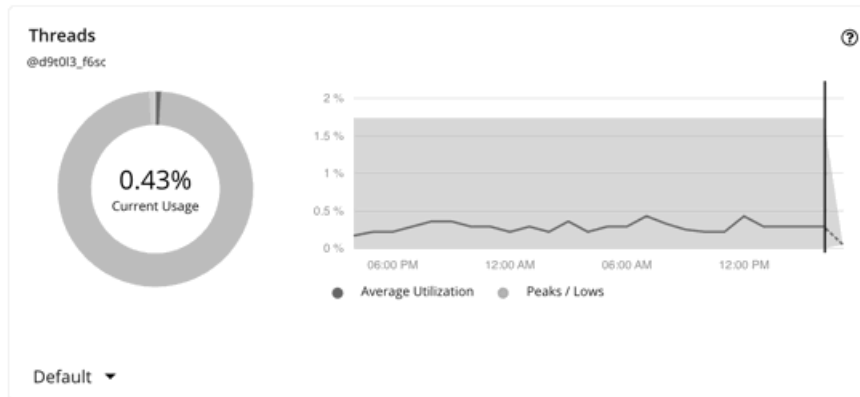 Threads
@d9t0l3_f6sc
0.43%
Current Usage
2 %
1.5 %
1 %
0.5 %
0 %
06:00 PM 12:00 AM 06:00 AM 12:00 PM
Average Utilization Peaks / Lows
Default